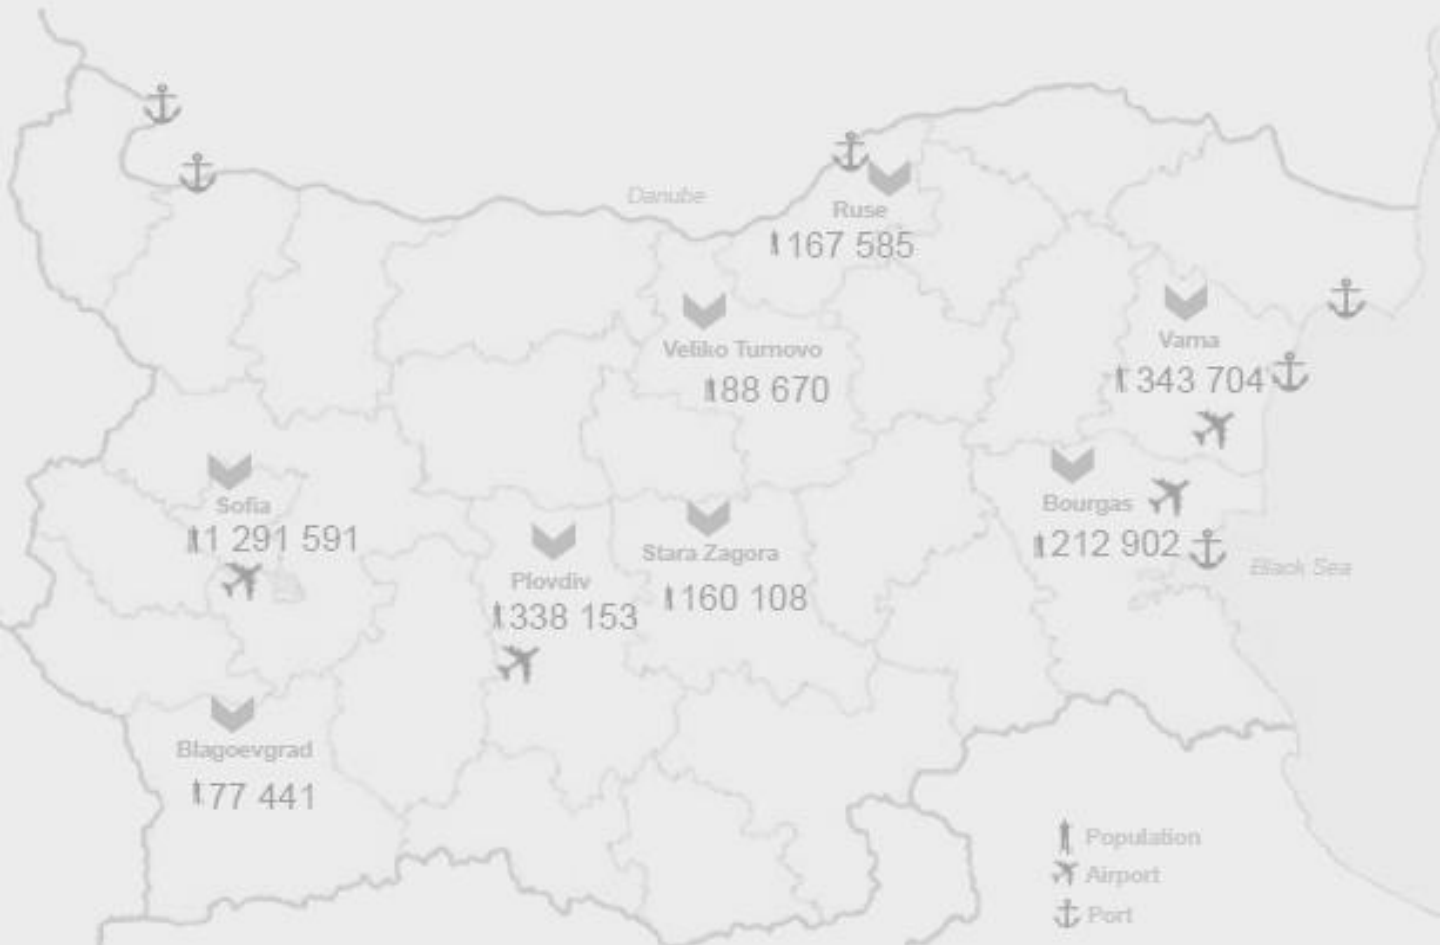 Danube
Ruse
167 585
Veliko Turnovo
88 670
Varna
343 704
Sofia
1 291 591
Bourgas
212 902
Black Sea
Stara Zagora
160 108
Plovdiv
338 153
Blagoevgrad
77 441
Population
Airport
Port